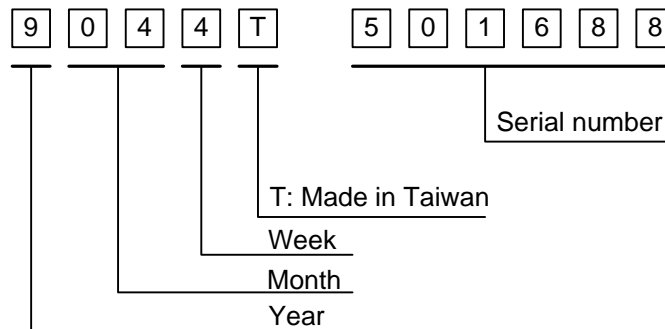 9 0 4 4 T 5 0 1 6 8 8
Serial number
T: Made in Taiwan
Week
Month
Year